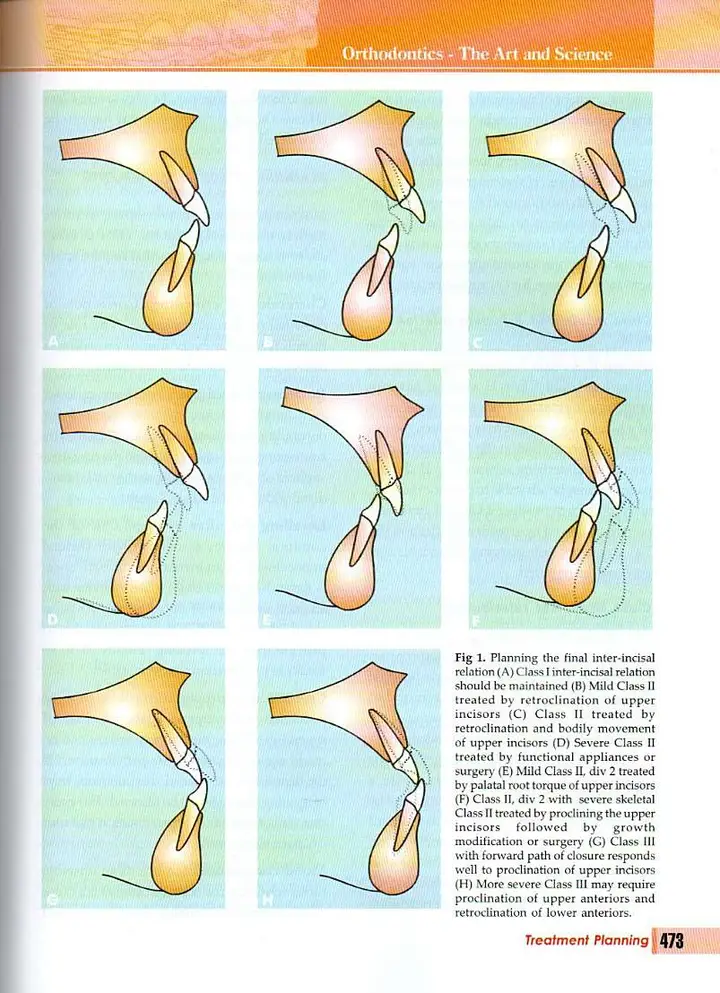 Orthodontics - The Art and Science
A
B
C
D
E
F
G
H
Fig 1. Planning the final inter-incisal
relation (A) Class I inter-incisal relation
should be maintained (B) Mild Class II
treated by retroclination of upper
incisors (C) Class II treated by
retroclination and bodily movement
of upper incisors (D) Severe Class II
treated by functional appliances or
surgery (E) Mild Class II, div 2 treated
by palatal root torque of upper incisors
(F) Class II, div 2 with severe skeletal
Class II treated by proclining the upper
incisors followed by growth
modification or surgery (G) Class III
with forward path of closure responds
well to proclination of upper incisors
(H) More severe Class III may require
proclination of upper anteriors and
retroclination of lower anteriors.
Treatment Planning 473